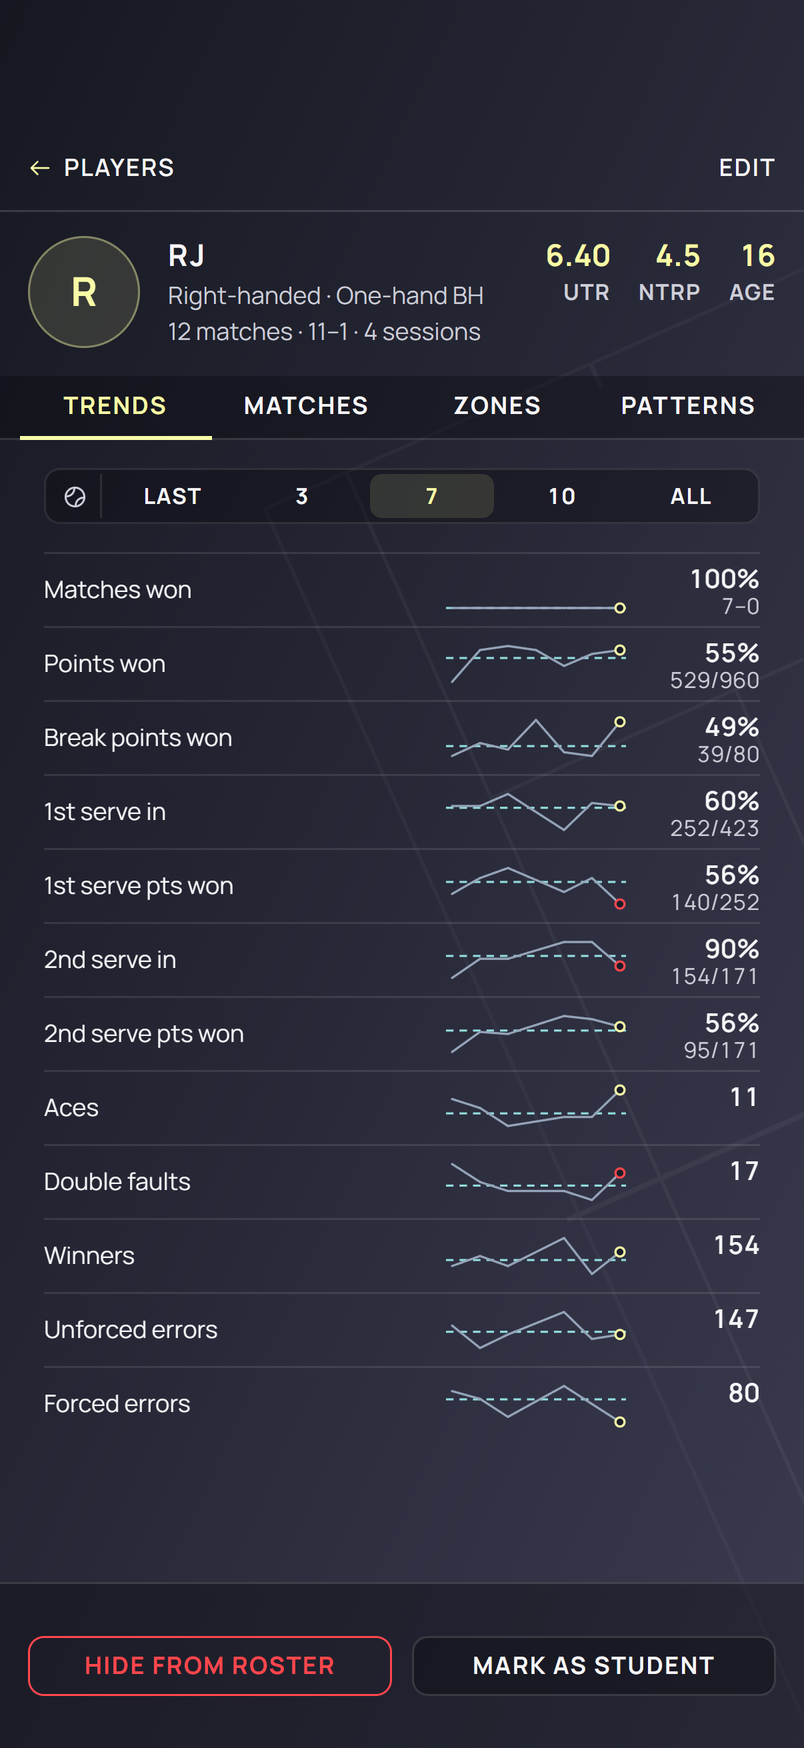 ← PLAYERS
EDIT
R
RJ
Right-handed · One-hand BH
12 matches · 11–1 · 4 sessions
6.40 4.5 16
UTR NTRP AGE
TRENDS MATCHES ZONES PATTERNS
LAST 3 7 10 ALL
Matches won 100%
7–0
Points won 55%
529/960
Break points won 49%
39/80
1st serve in 60%
252/423
1st serve pts won 56%
140/252
2nd serve in 90%
154/171
2nd serve pts won 56%
95/171
Aces 11
Double faults 17
Winners 154
Unforced errors 147
Forced errors 80
HIDE FROM ROSTER
MARK AS STUDENT